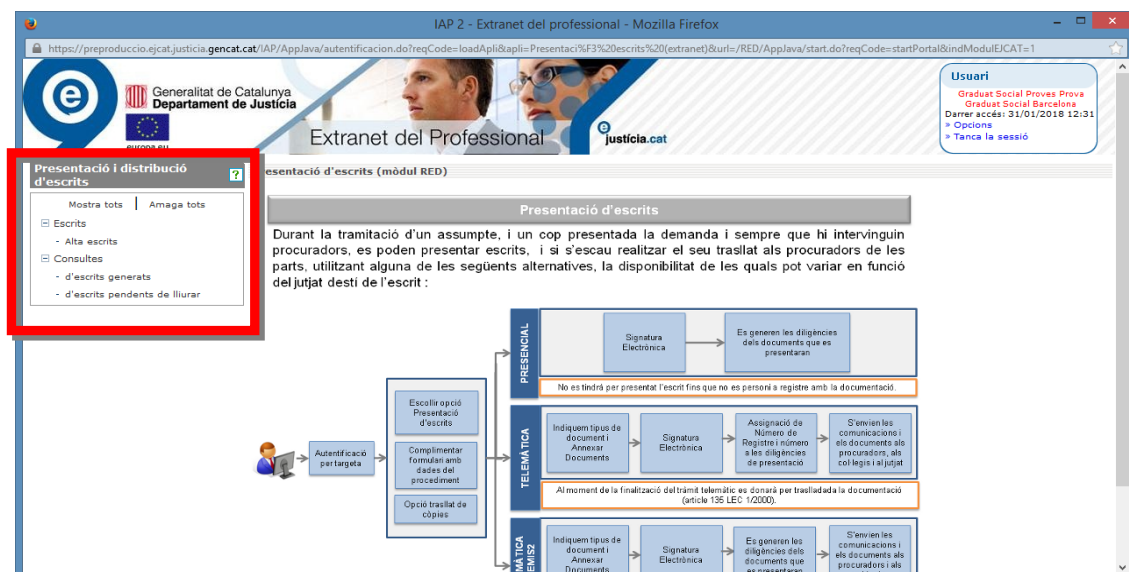 IAP 2 - Extranet del professional - Mozilla Firefox
https://preproduccio.ejcat.justicia.gencat.cat/IAP/AppJava/autentificacion.do?reqCode=loadApli&apli=Presentaci%F3%20escrits%20(extranet)&url=/RED/AppJava/start.do?reqCode=startPortal&indModulEJCAT=1
Generalitat de Catalunya
Departament de Justícia
europa.eu
Extranet del Professional
ejustícia.cat
Usuari
Graduat Social Proves Prova
Graduat Social Barcelona
Darrer accés: 31/01/2018 12:31
» Opcions
» Tanca la sessió
Presentació i distribució
d'escrits
?
Mostra tots
Amaga tots
Escrits
- Alta escrits
Consultes
- d'escrits generats
- d'escrits pendents de lliurar
esentació d'escrits (mòdul RED)
Presentació d'escrits
Durant la tramitació d'un assumpte, i un cop presentada la demanda i sempre que hi intervinguin
procuradors, es poden presentar escrits, i si s'escau realitzar el seu trasllat als procuradors de les
parts, utilitzant alguna de les següents alternatives, la disponibilitat de les quals pot variar en funció
del jutjat destí de l'escrit :
Autentificació
per targeta
Escollir opció
Presentació
d'escrits
Complimentar
formulari amb
dades del
procediment
Opció trasllat de
còpies
PRESENCIAL
Signatura
Electrònica
Es generen les diligències
dels documents que es
presentaran
No es tindrà per presentat l'escrit fins que no es personi a registre amb la documentació.
TELEMÀTICA
Indiquem tipus de
document i
Annexar
Documents
Signatura
Electrònica
Assignació de
Número de
Registre i número
a les diligències
de presentació
S'envien les
comunicacions i
els documents als
procuradors, als
col·legis i al jutjat
Al moment de la finalització del tràmit telemàtic es donarà per traslladada la documentació
(article 135 LEC 1/2000).
MÀTICA
EMIS2
Indiquem tipus de
document i
Annexar
Documents
Signatura
Electrònica
Es generen les
diligències dels
documents que
es presentaran
S'envien les
comunicacions i
els documents als
procuradors i als